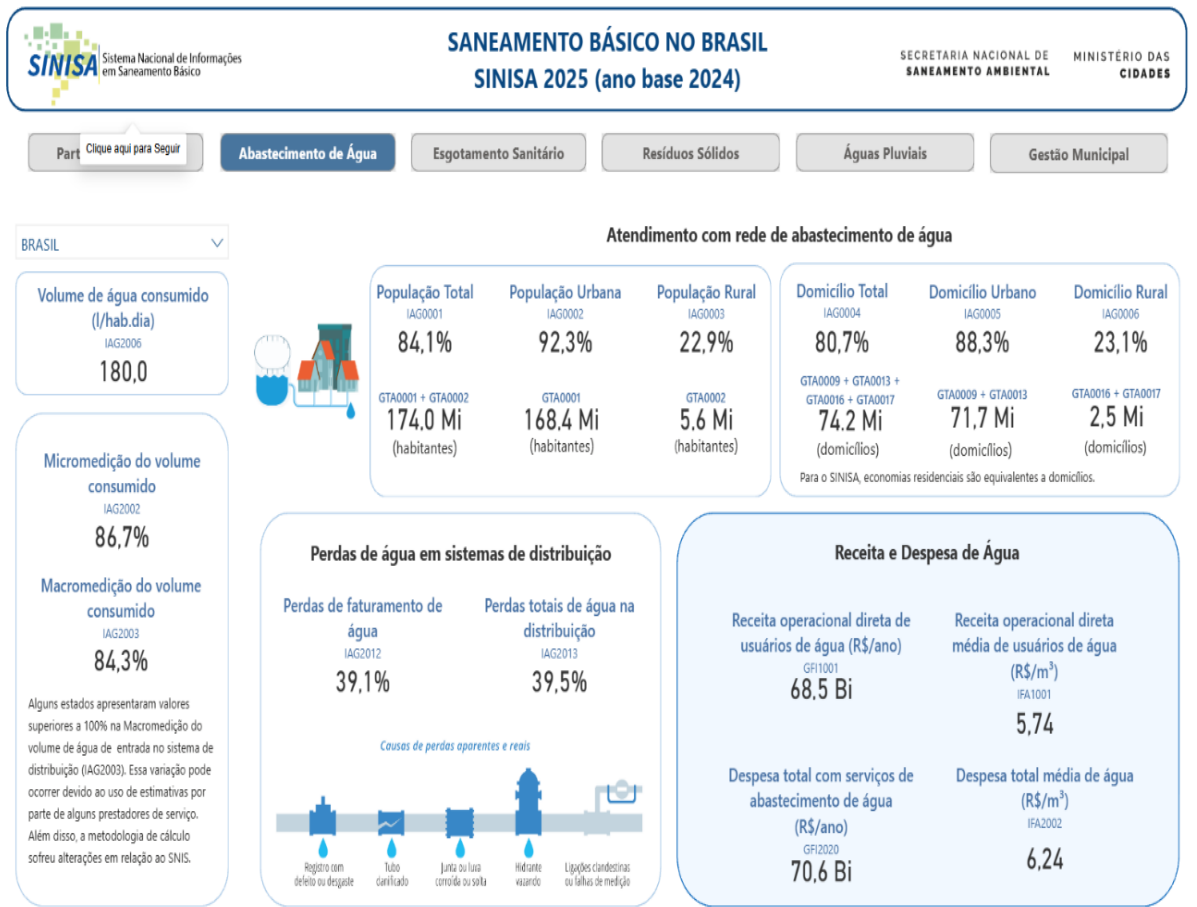 SINISA
Sistema Nacional de Informações
em Saneamento Básico
SANEAMENTO BÁSICO NO BRASIL
SINISA 2025 (ano base 2024)
SECRETARIA NACIONAL DE
SANEAMENTO AMBIENTAL
MINISTÉRIO DAS
CIDADES
Part
Clique aqui para Seguir
Abastecimento de Água
Esgotamento Sanitário
Resíduos Sólidos
Águas Pluviais
Gestão Municipal
BRASIL
Volume de água consumido
(l/hab.dia)
IAG2006
180,0
Micromedição do volume
consumido
IAG2002
86,7%
Macromedição do volume
consumido
IAG2003
84,3%
Alguns estados apresentaram valores
superiores a 100% na Macromedição do
volume de água de entrada no sistema de
distribuição (IAG2003). Essa variação pode
ocorrer devido ao uso de estimativas por
parte de alguns prestadores de serviço.
Além disso, a metodologia de cálculo
sofreu alterações em relação ao SNIS.
Atendimento com rede de abastecimento de água
População Total
IAG0001
84,1%
GTA0001 + GTA0002
174,0 Mi
(habitantes)
População Urbana
IAG0002
92,3%
GTA0001
168,4 Mi
(habitantes)
População Rural
IAG0003
22,9%
GTA0002
5,6 Mi
(habitantes)
Domicílio Total
IAG0004
80,7%
GTA0009 + GTA0013 +
GTA0016 + GTA0017
74,2 Mi
(domicílios)
Domicílio Urbano
IAG0005
88,3%
GTA0009 + GTA0013
71,7 Mi
(domicílios)
Domicílio Rural
IAG0006
23,1%
GTA0016 + GTA0017
2,5 Mi
(domicílios)
Para o SINISA, economias residenciais são equivalentes a domicílios.
Perdas de água em sistemas de distribuição
Perdas de faturamento de
água
IAG2012
39,1%
Perdas totais de água na
distribuição
IAG2013
39,5%
Causas de perdas aparentes e reais
Registro com
defeito ou desgaste
Tubo
danificado
Junta ou luva
corroída ou solta
Hidrante
vazando
Ligações clandestinas
ou falhas de medição
Receita e Despesa de Água
Receita operacional direta de
usuários de água (R$/ano)
GFI1001
68,5 Bi
Receita operacional direta
média de usuários de água
(R$/m³)
IFA1001
5,74
Despesa total com serviços de
abastecimento de água
(R$/ano)
GFI2020
70,6 Bi
Despesa total média de água
(R$/m³)
IFA2002
6,24